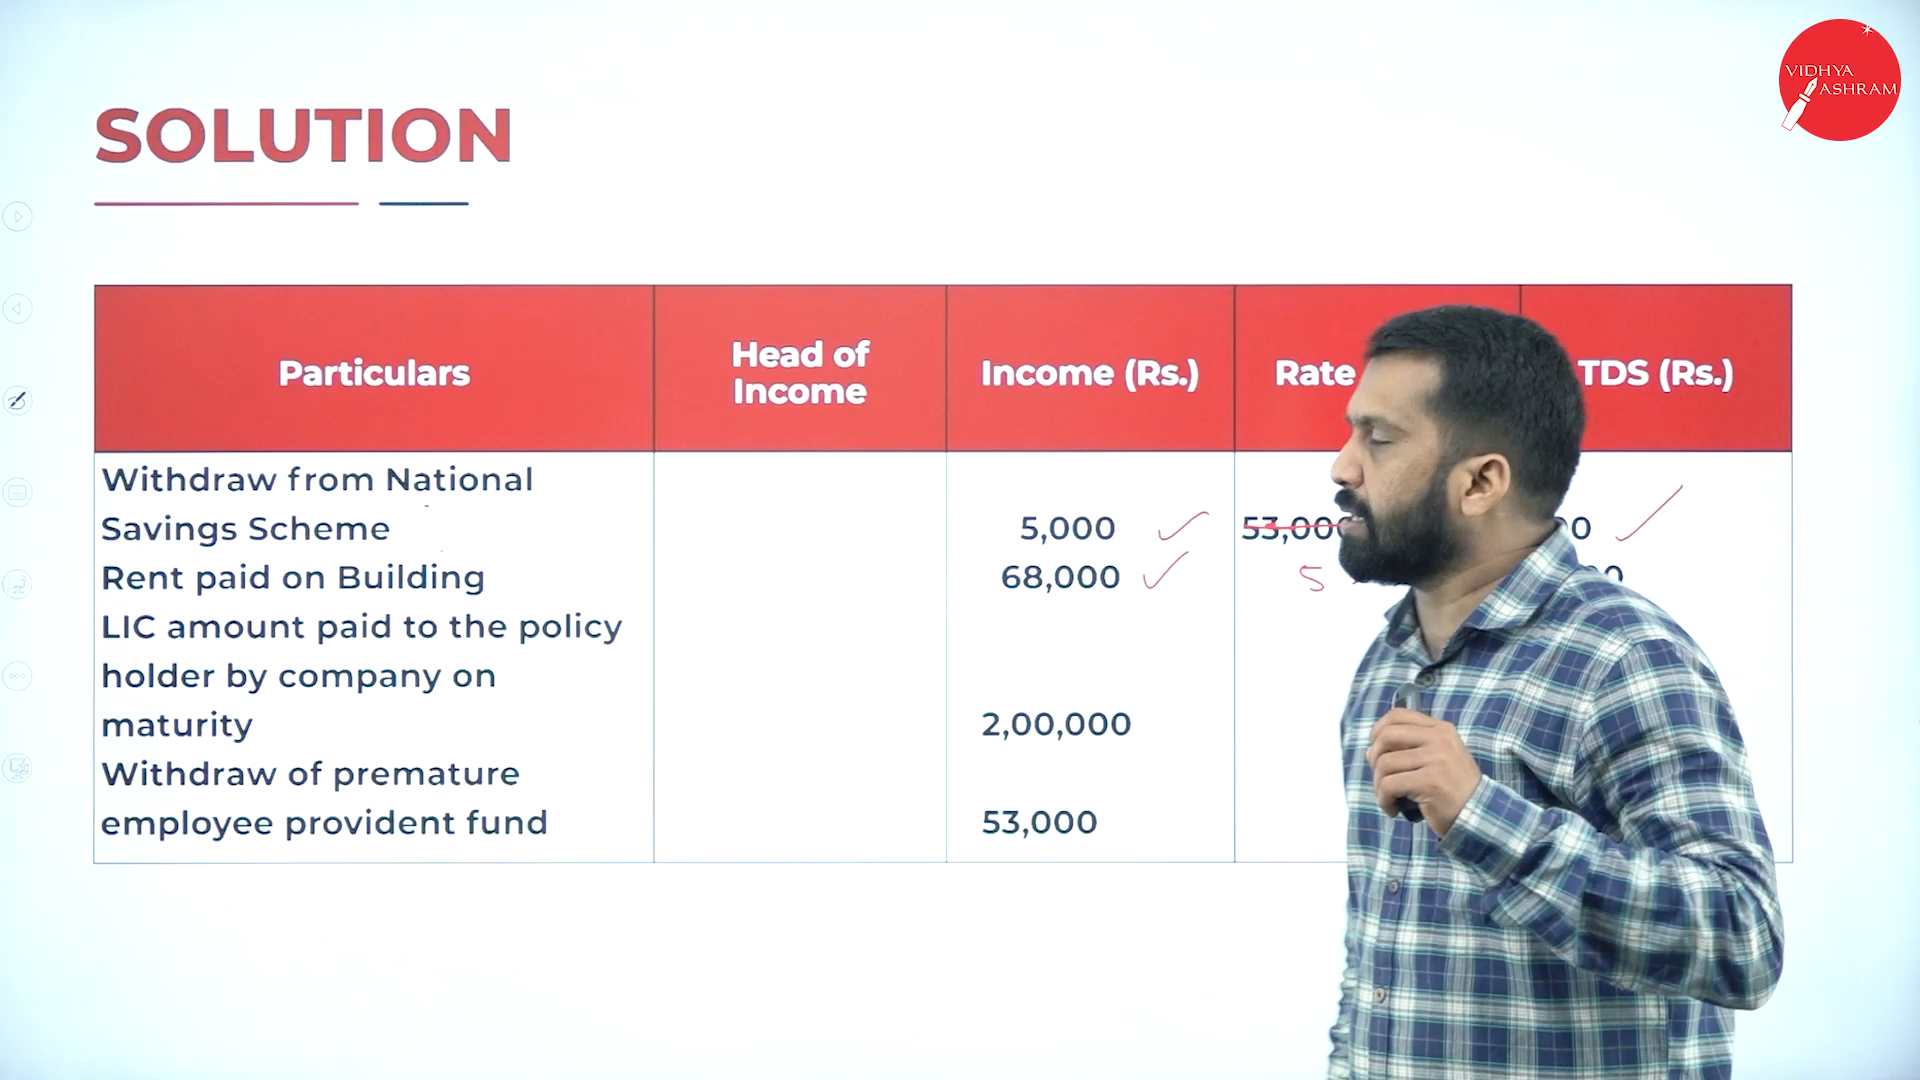 VIDHYA
ASHRAM
SOLUTION
Particulars
Head of
Income
Income (Rs.)
Rate
TDS (Rs.)
Withdraw from National
Savings Scheme
5,000
Rent paid on Building
68,000
5
LIC amount paid to the policy
holder by company on
maturity
2,00,000
Withdraw of premature
employee provident fund
53,000